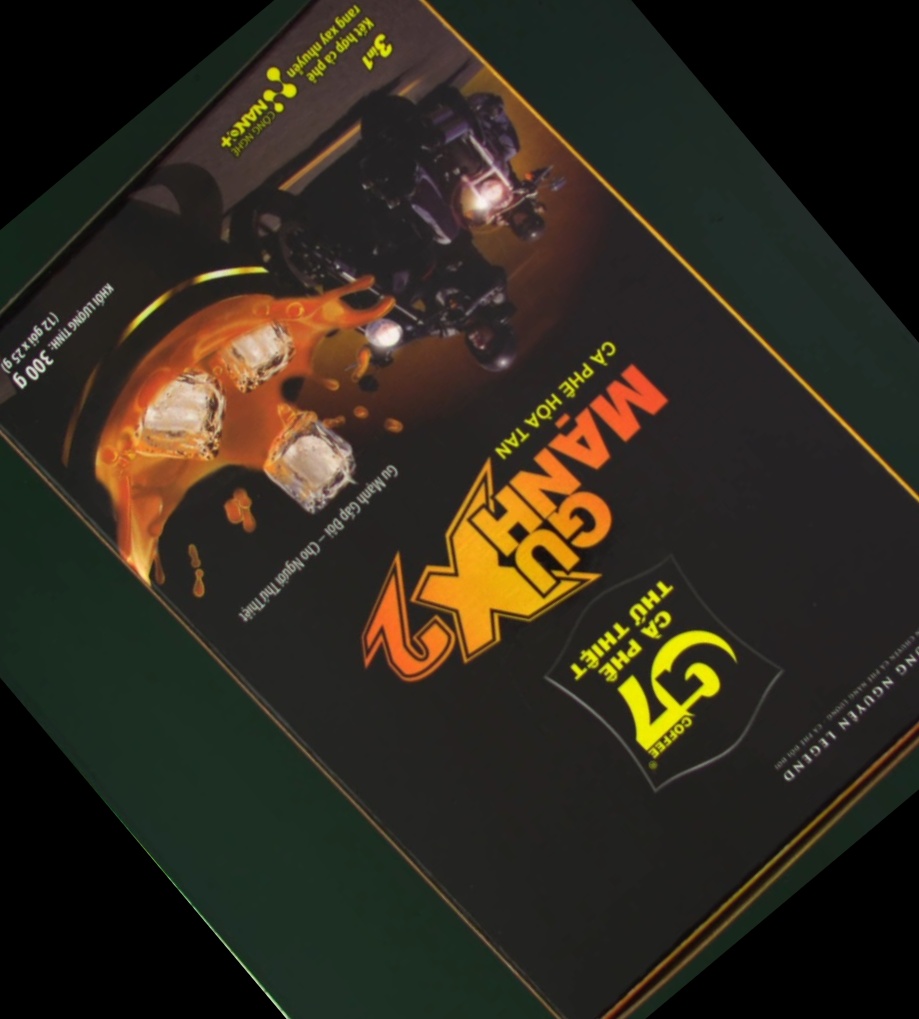 NG NGUYÊN LEGEND
COFFEE
G7
CÀ PHÊ
THỨ THIỆT
GU
MẠNH
X2
CÀ PHÊ HÒA TAN
Gu Mạnh Gấp Đôi – Cho Người Thứ Thiệt
3in1
Kết hợp cà phê
rang xay nhuyễn
CÔNG NGHỆ
NANO+
KHỐI LƯỢNG TỊNH: 300 g
(12 gói x 25 g)